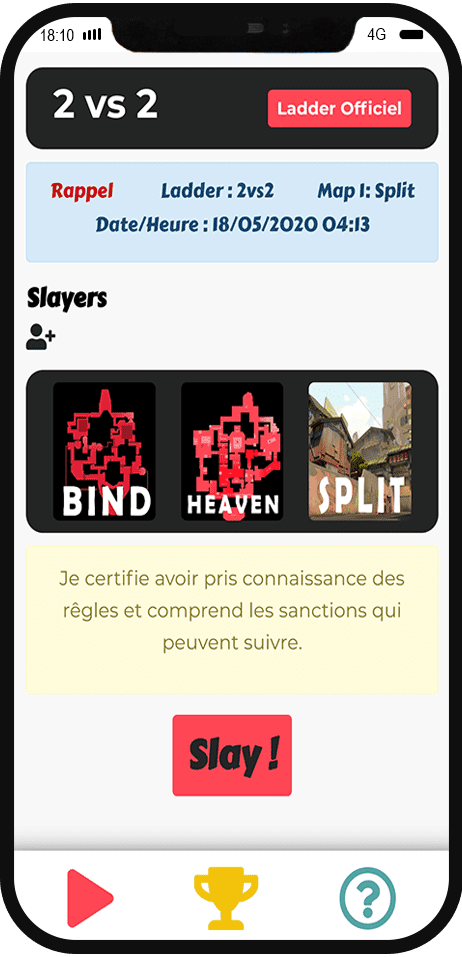 18:10 4G
2 vs 2 Ladder Officiel
Rappel Ladder : 2vs2 Map 1: Split
Date/Heure : 18/05/2020 04:13
Slayers
BIND HEAVEN SPLIT
Je certifie avoir pris connaissance des
rêgles et comprend les sanctions qui
peuvent suivre.
Slay !
?